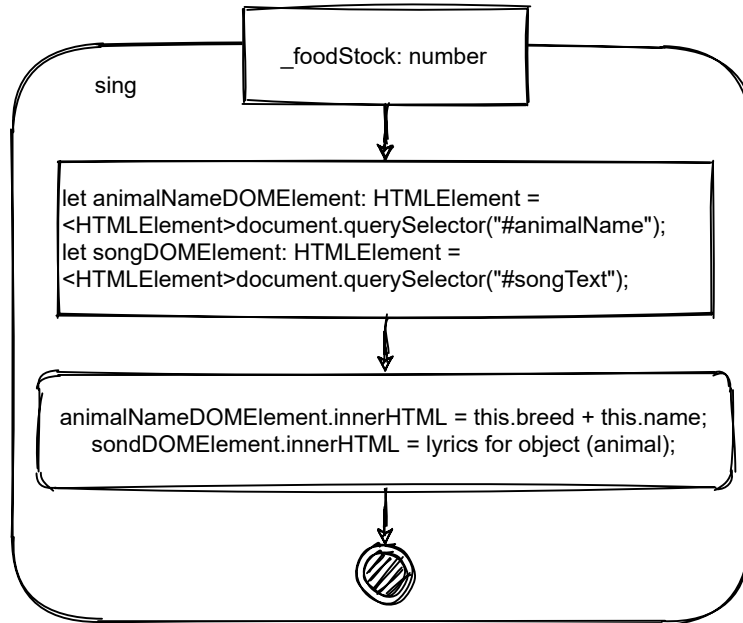 _foodStock: number
sing
let animalNameDOMElement: HTMLElement =
<HTMLElement>document.querySelector("#animalName");
let songDOMElement: HTMLElement =
<HTMLElement>document.querySelector("#songText");
animalNameDOMElement.innerHTML = this.breed + this.name;
sondDOMElement.innerHTML = lyrics for object (animal);